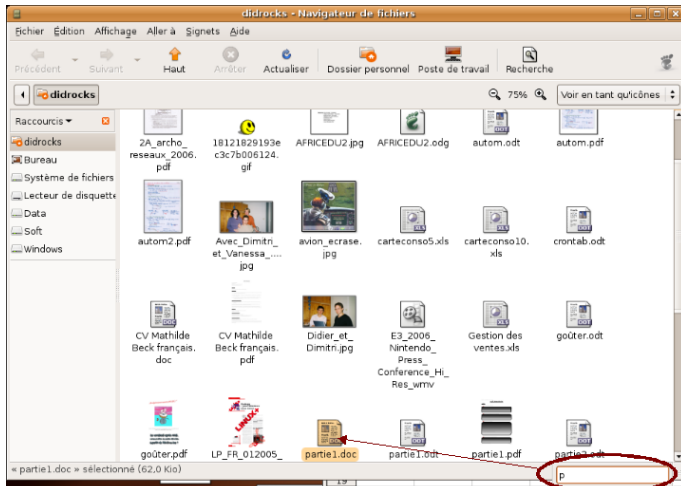 didrocks - Navigateur de fichiers
Fichier Édition Affichage Aller à Signets Aide
Précédent Suivant Haut Arrêter Actualiser Dossier personnel Poste de travail Recherche
didrocks 75% Voir en tant qu'icônes
Raccourcis
didrocks
Bureau
Système de fichiers
Lecteur de disquette
Data
Soft
Windows
2A_archo_
reseaux_2006.
pdf
18121829193e
c3c7b006124.
gif
AFRICEDU2.jpg
AFRICEDU2.odg
autom.odt
autom.pdf
autom2.pdf
Avec_Dimitri_
et_Vanessa_....
jpg
avion_ecrase.
jpg
carteconso5.xls
carteconso10.
xls
crontab.odt
CV Mathilde
Beck français.
doc
CV Mathilde
Beck français.
pdf
Didier_et_
Dimitri.jpg
E3_2006_
Nintendo_
Press_
Conference_Hi_
Res_wmv
Gestion des
ventes.xls
goûter.odt
goûter.pdf
LP_FR_012005_
partie1.doc
partie1.odt
partie1.pdf
partie2.odt
« partie1.doc » sélectionné (62,0 Kio)
p
19